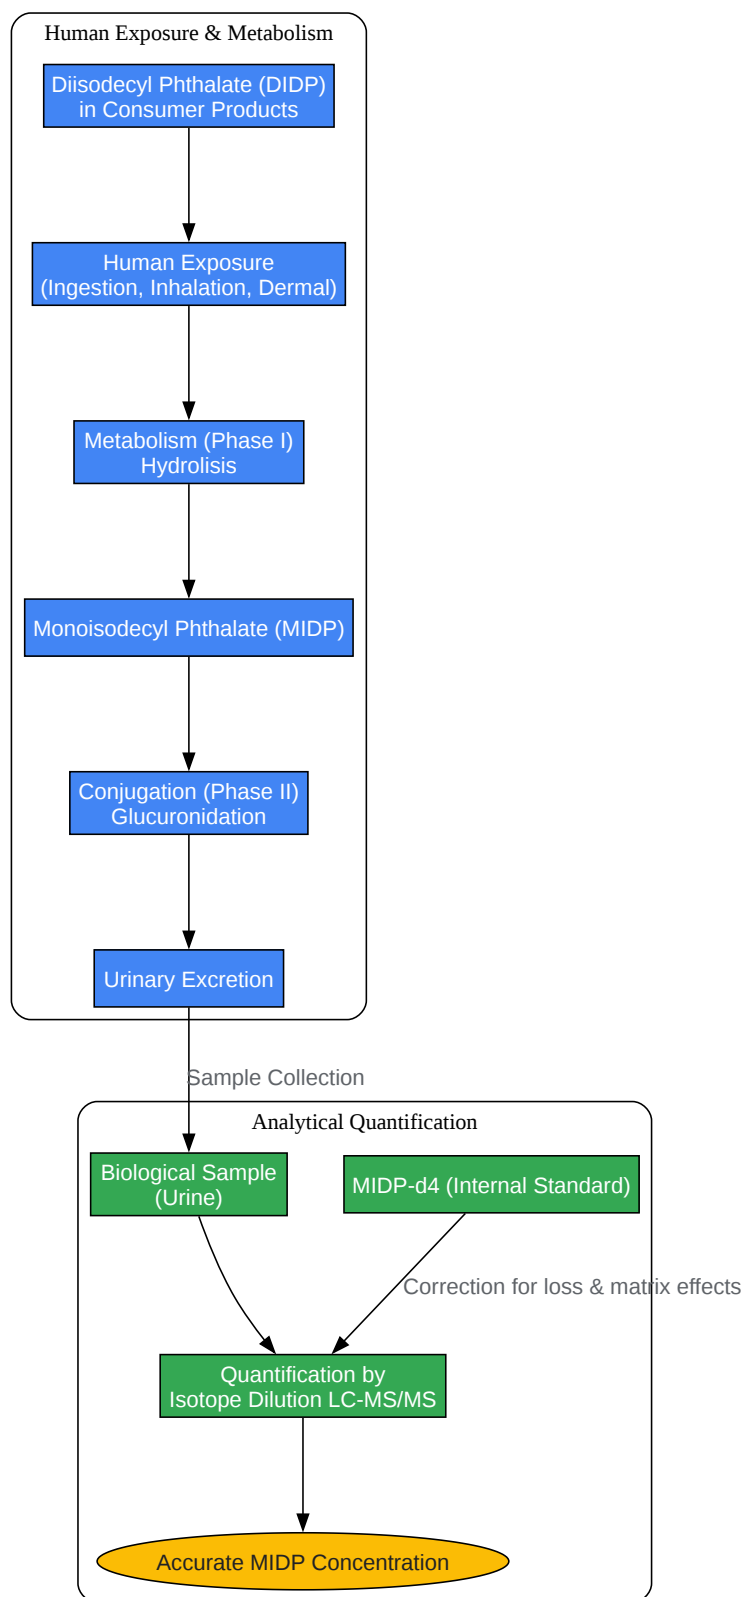 Human Exposure & Metabolism
Diisodecyl Phthalate (DIDP)
in Consumer Products
Human Exposure
(Ingestion, Inhalation, Dermal)
Metabolism (Phase I)
Hydrolisis
Monoisodecyl Phthalate (MIDP)
Conjugation (Phase II)
Glucuronidation
Urinary Excretion
Sample Collection
Analytical Quantification
Biological Sample
(Urine)
MIDP-d4 (Internal Standard)
Correction for loss & matrix effects
Quantification by
Isotope Dilution LC-MS/MS
Accurate MIDP Concentration